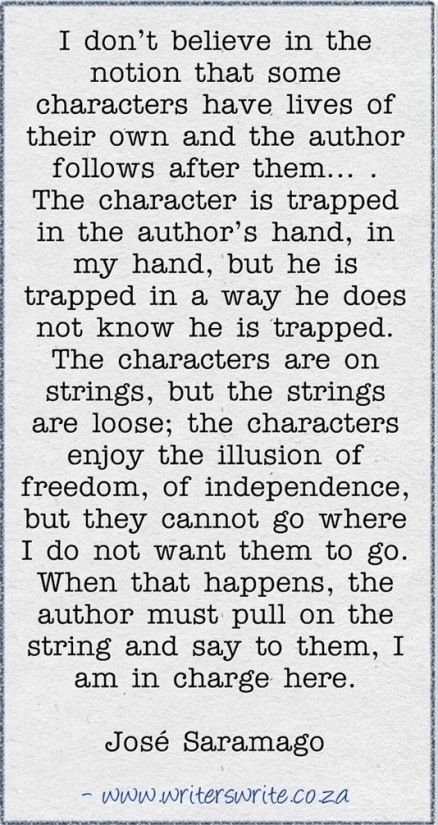 I don’t believe in the
notion that some
characters have lives of
their own and the author
follows after them... .
The character is trapped
in the author’s hand, in
my hand, but he is
trapped in a way he does
not know he is trapped.
The characters are on
strings, but the strings
are loose; the characters
enjoy the illusion of
freedom, of independence,
but they cannot go where
I do not want them to go.
When that happens, the
author must pull on the
string and say to them, I
am in charge here.
José Saramago
- www.writerswrite.co.za